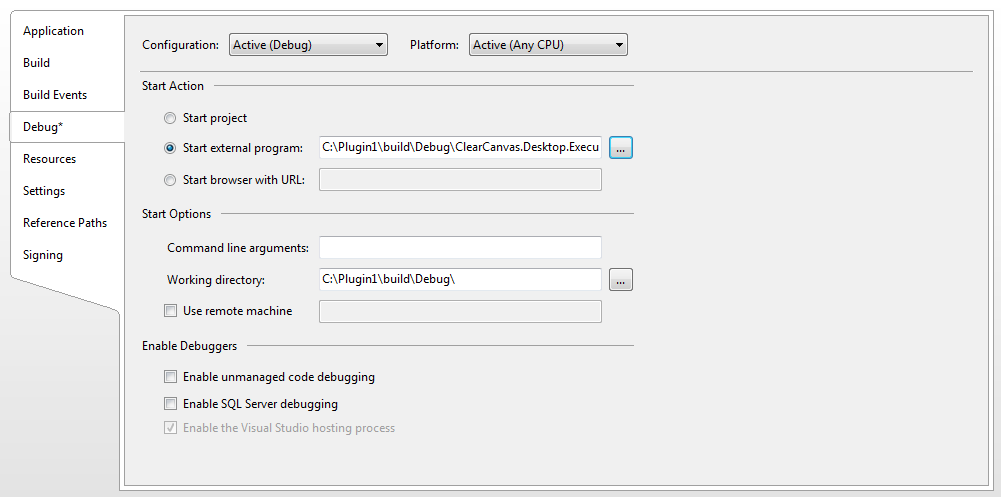 Application
Build
Build Events
Debug*
Resources
Settings
Reference Paths
Signing
Configuration: Active (Debug) Platform: Active (Any CPU)
Start Action
Start project
Start external program: C:\Plugin1\build\Debug\ClearCanvas.Desktop.Execu ...
Start browser with URL:
Start Options
Command line arguments:
Working directory: C:\Plugin1\build\Debug\ ...
Use remote machine
Enable Debuggers
Enable unmanaged code debugging
Enable SQL Server debugging
Enable the Visual Studio hosting process